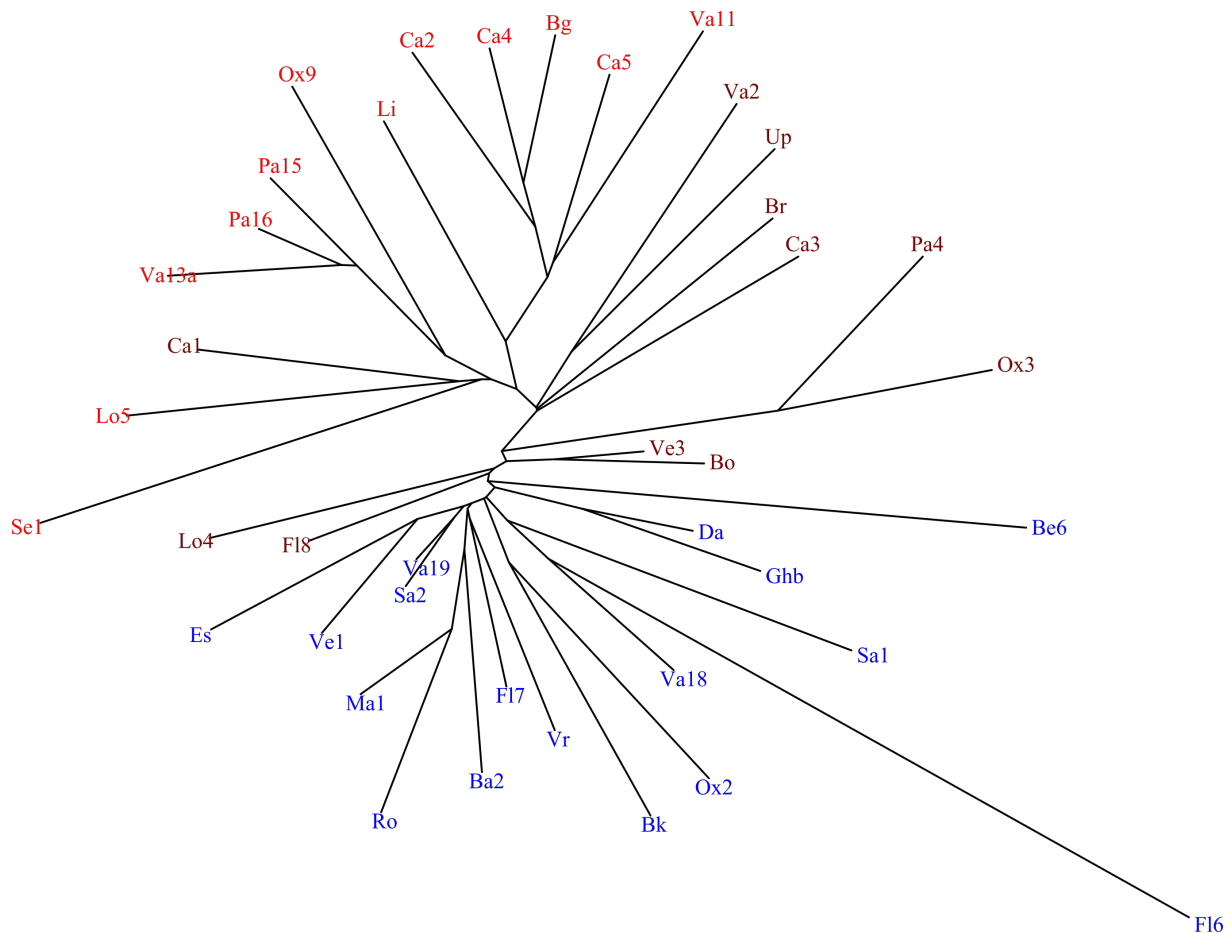 Va11
Bg
Ca4
Ca2
Ca5
Ox9
Va2
Li
Up
Pa15
Br
Pa16
Ca3
Pa4
Va13a
Ca1
Ox3
Lo5
Ve3
Bo
Se1
Be6
Da
Lo4
Fl8
Va19
Ghb
Sa2
Es
Ve1
Sa1
Va18
Fl7
Ma1
Vr
Ba2
Ox2
Ro
Bk
Fl6